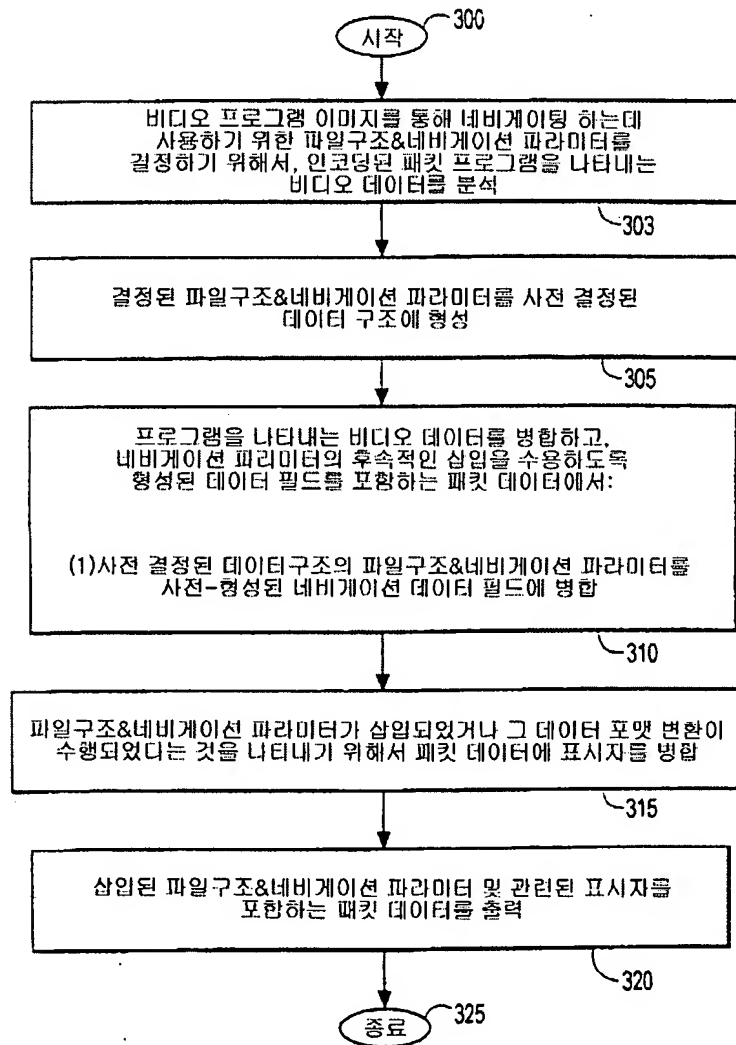 시작
300
비디오 프로그램 이미지를 통해 네비게이팅 하는데
사용하기 위한 파일구조&네비게이션 파라미터를
결정하기 위해서, 인코딩된 패킷 프로그램을 나타내는
비디오 데이터를 분석
303
결정된 파일구조&네비게이션 파라미터를 사전 결정된
데이터 구조에 형성
305
프로그램을 나타내는 비디오 데이터를 병합하고,
네비게이션 파리미터의 후속적인 삽입을 수용하도록
형성된 데이터 필드를 포함하는 패킷 데이터에서:
(1)사전 결정된 데이터구조의 파일구조&네비게이션 파라미터를
사전-형성된 네비게이션 데이터 필드에 병합
310
파일구조&네비게이션 파라미터가 삽입되었거나 그 데이터 포맷 변환이
수행되었다는 것을 나타내기 위해서 패킷 데이터에 표시자를 병합
315
삽입된 파일구조&네비게이션 파라미터 및 관련된 표시자를
포함하는 패킷 데이터를 출력
320
종료
325